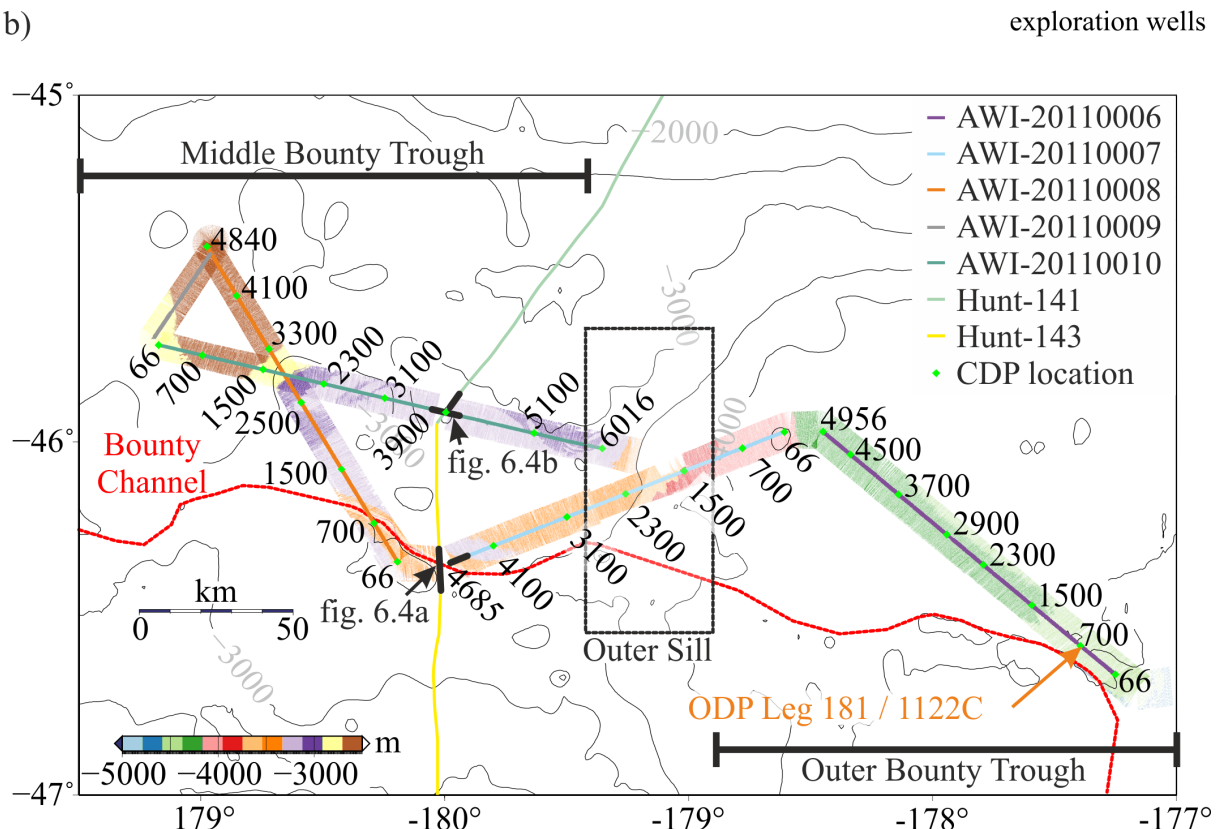 b)
exploration wells
−45°
−46°
−47°
179°
-180°
-179°
-178°
-177°
Middle Bounty Trough
−2000
−3000
−3000
−3000
000
AWI-20110006
AWI-20110007
AWI-20110008
AWI-20110009
AWI-20110010
Hunt-141
Hunt-143
CDP location
4840
4100
3300
2500
1500
700
66
66
700
1500
2300
3100
3900
5100
6016
4685
4100
3100
2300
1500
700
66
4956
4500
3700
2900
2300
1500
700
66
Bounty
Channel
fig. 6.4b
fig. 6.4a
km
0
50
Outer Sill
ODP Leg 181 / 1122C
Outer Bounty Trough
m
−5000
−4000
−3000